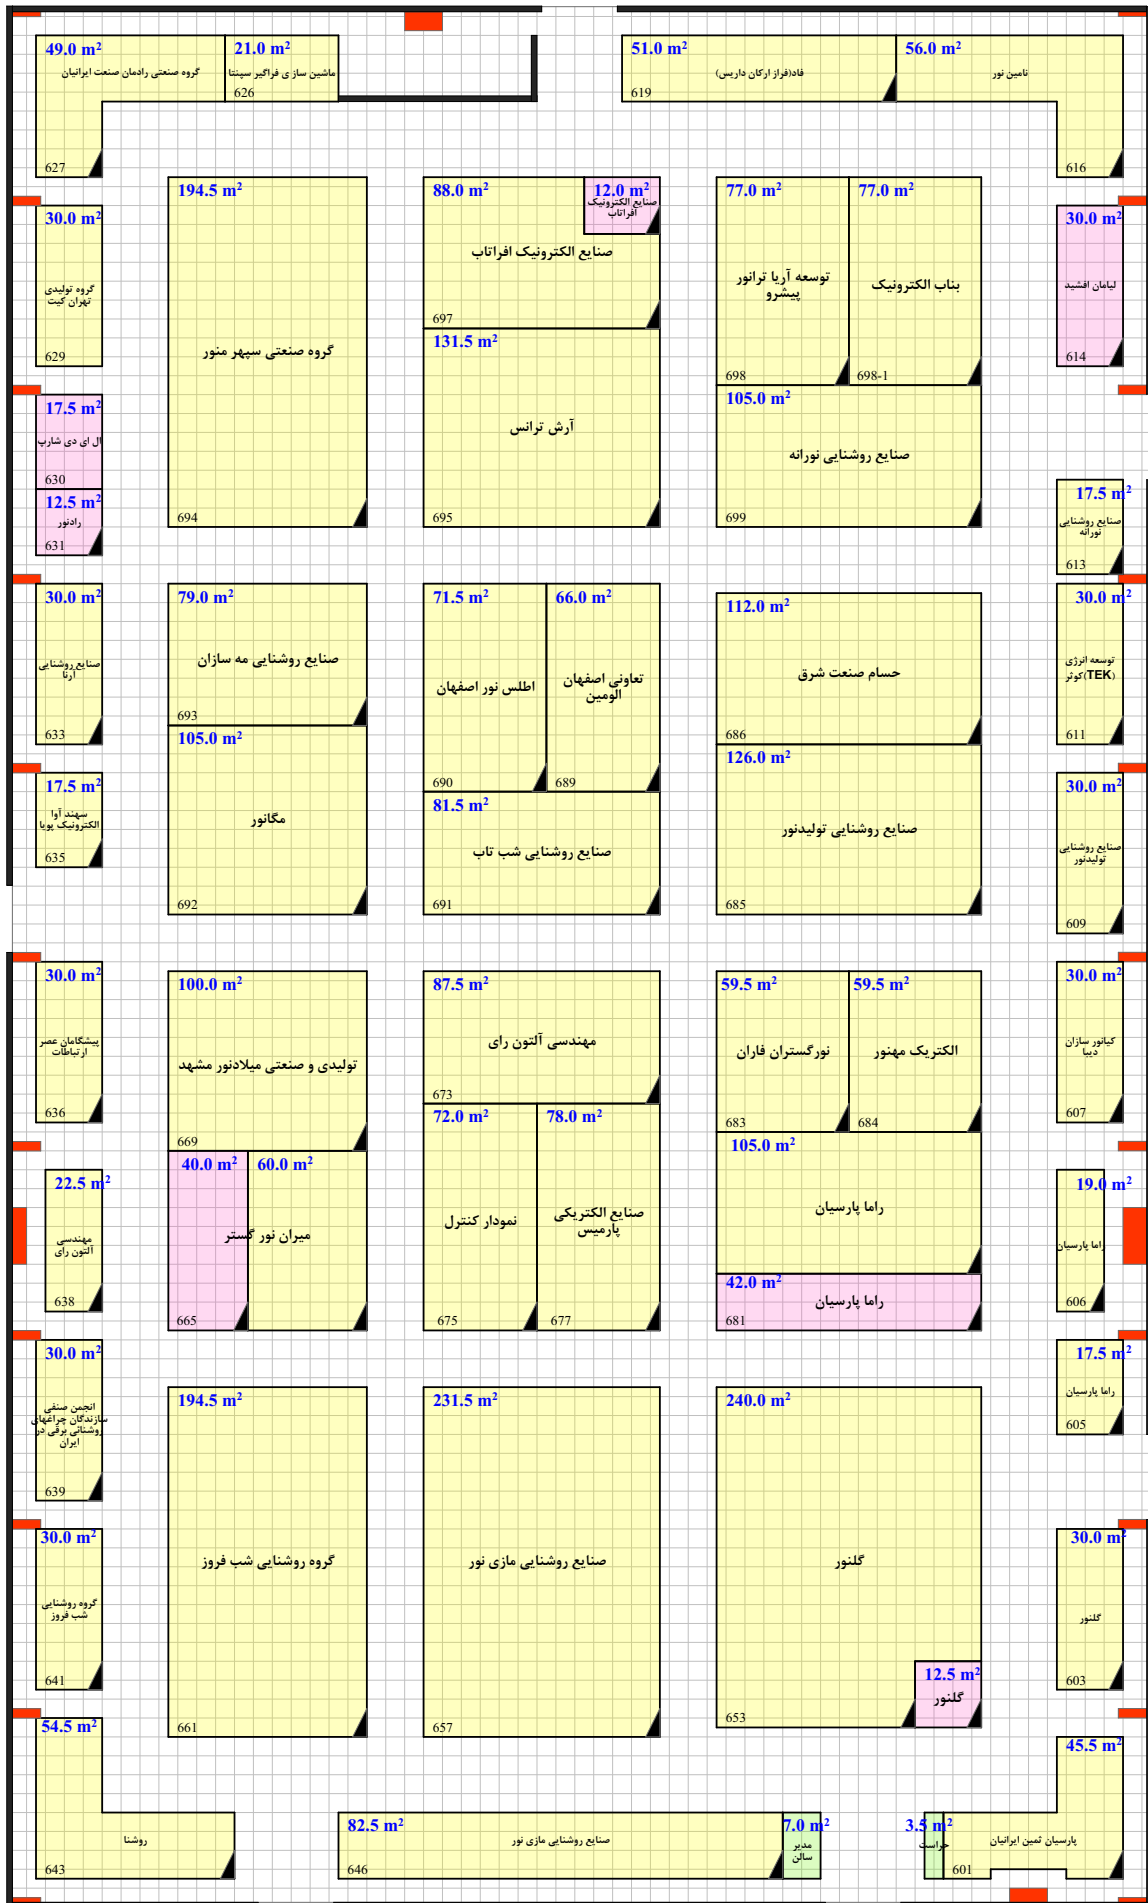 49.0 m²
گروه صنعتی رادمان صنعت ایرانیان
627
21.0 m²
ماشین سازی فراگیر سپنتا
626
51.0 m²
فاد(فراز ارکان داریس)
619
56.0 m²
تامین نور
616
30.0 m²
گروه تولیدی
تهران کیت
629
194.5 m²
گروه صنعتی سپهر منور
694
88.0 m²
صنایع الکترونیک افراتاب
697
12.0 m²
صنایع الکترونیک
افراتاب
77.0 m²
توسعه آریا ترانور
پیشرو
698
77.0 m²
بناب الکترونیک
698-1
30.0 m²
لیامان افشید
614
131.5 m²
آرش ترانس
695
105.0 m²
صنایع روشنایی نورانه
699
17.5 m²
ال ای دی شارپ
630
12.5 m²
رادنور
631
17.5 m²
صنایع روشنایی
نورانه
613
30.0 m²
صنایع روشنایی
آرنا
633
79.0 m²
صنایع روشنایی مه سازان
693
71.5 m²
اطلس نور اصفهان
690
66.0 m²
تعاونی اصفهان
الومین
689
112.0 m²
حسام صنعت شرق
686
30.0 m²
توسعه انرژی
کوثر(TEK)
611
17.5 m²
سهند آوا
الکترونیک پویا
635
105.0 m²
مگانور
692
81.5 m²
صنایع روشنایی شب تاب
691
126.0 m²
صنایع روشنایی تولیدنور
685
30.0 m²
صنایع روشنایی
تولیدنور
609
30.0 m²
پیشگامان عصر
ارتباطات
636
100.0 m²
تولیدی و صنعتی میلادنور مشهد
669
87.5 m²
مهندسی آلتون رای
673
59.5 m²
نورگستران فاران
683
59.5 m²
الکتریک مهنور
684
30.0 m²
کیانور سازان
دیبا
607
22.5 m²
مهندسی
آلتون رای
638
40.0 m²
60.0 m²
میران نور گستر
665
72.0 m²
نمودار کنترل
675
78.0 m²
صنایع الکتریکی
پارمیس
677
105.0 m²
راما پارسیان
42.0 m²
راما پارسیان
681
19.0 m²
راما پارسیان
606
30.0 m²
انجمن صنفی
سازندگان چراغهای
روشنائی برقی در
ایران
639
194.5 m²
گروه روشنایی شب فروز
661
231.5 m²
صنایع روشنایی مازی نور
657
240.0 m²
گلنور
653
12.5 m²
گلنور
17.5 m²
راما پارسیان
605
30.0 m²
گروه روشنایی
شب فروز
641
30.0 m²
گلنور
603
54.5 m²
روشنا
643
82.5 m²
صنایع روشنایی مازی نور
646
7.0 m²
مدیر
سالن
3.5 m²
حراست
45.5 m²
پارسیان ثمین ایرانیان
601